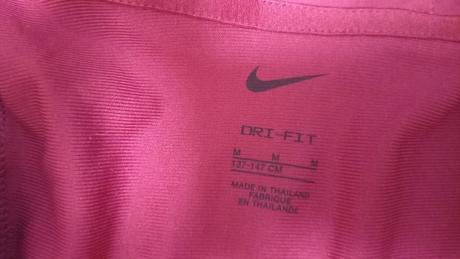 DRI-FIT
M M M
137-147 CM
MADE IN THAILAND
FABRIQUE
EN THAILANDE